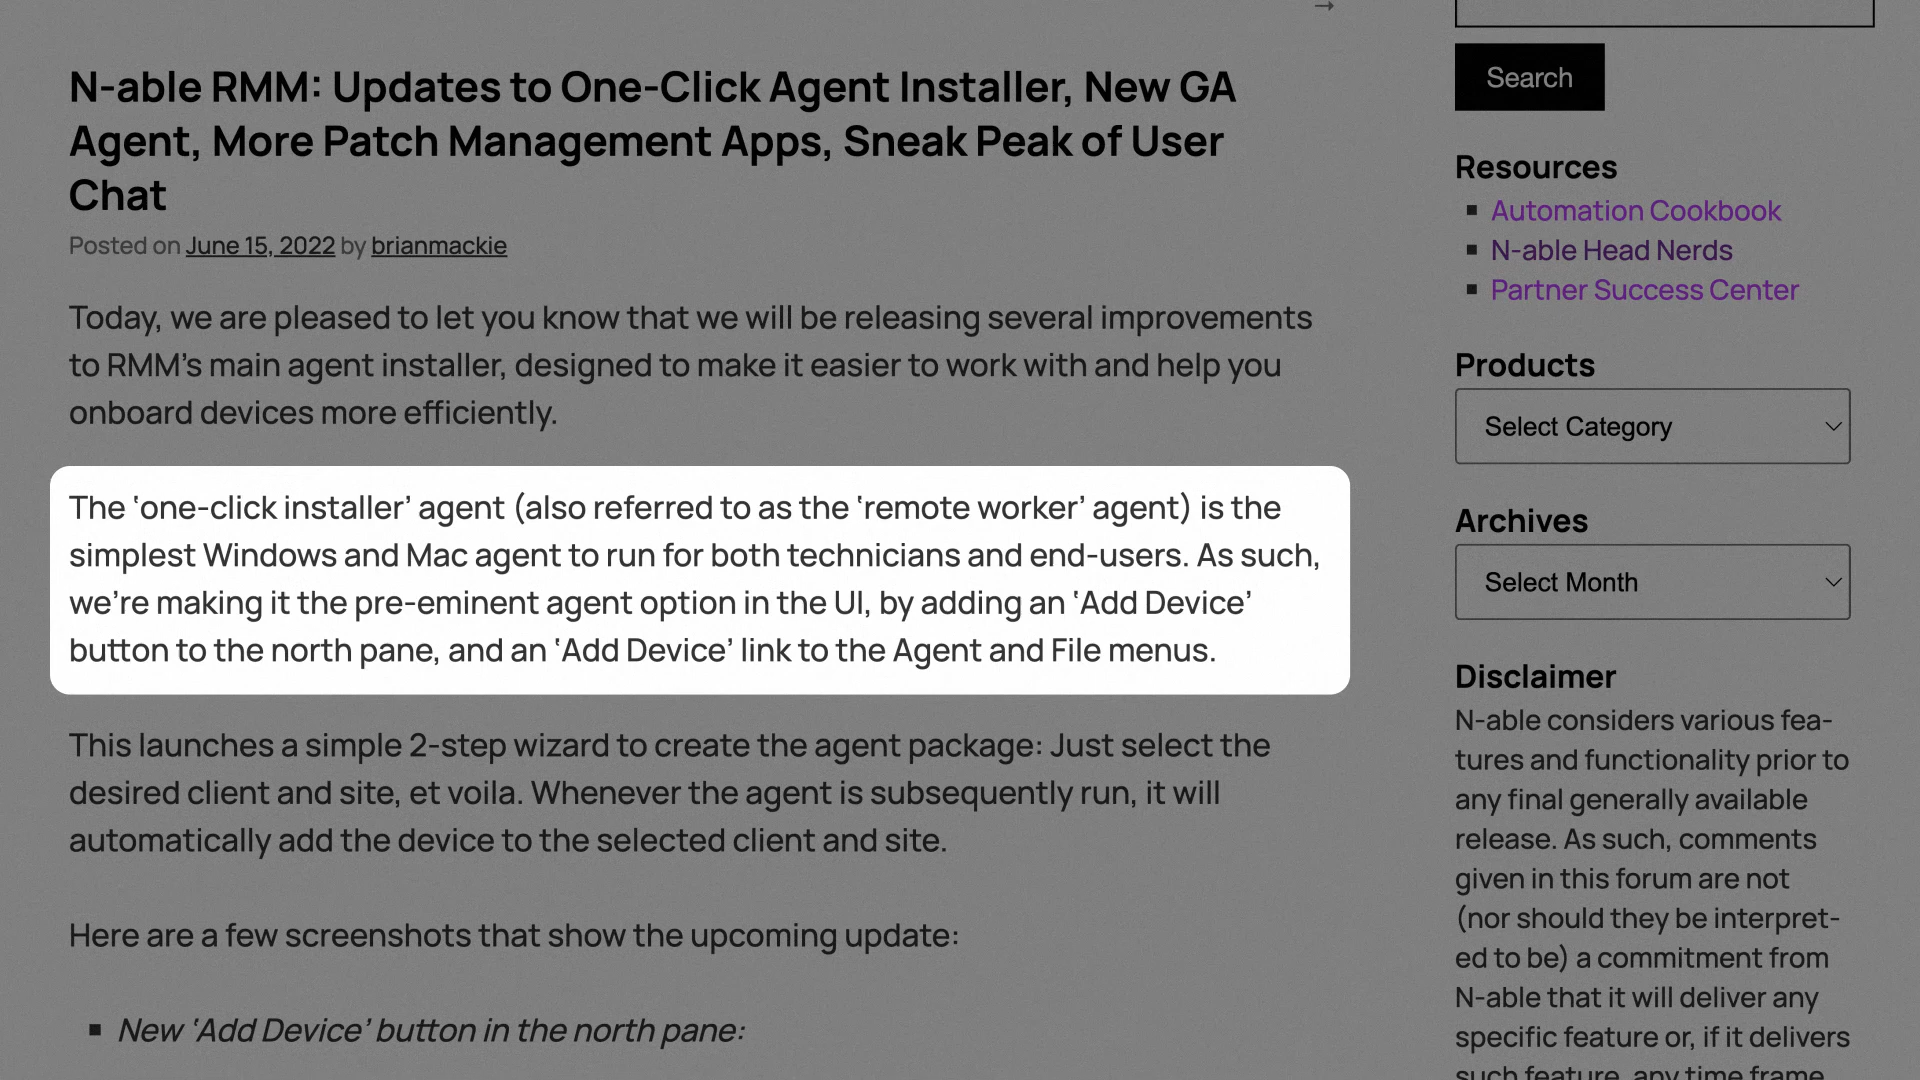 →
N-able RMM: Updates to One-Click Agent Installer, New GA
Agent, More Patch Management Apps, Sneak Peak of User
Chat
Posted on June 15, 2022 by brianmackie
Today, we are pleased to let you know that we will be releasing several improvements
to RMM's main agent installer, designed to make it easier to work with and help you
onboard devices more efficiently.
The ‘one-click installer’ agent (also referred to as the ‘remote worker’ agent) is the
simplest Windows and Mac agent to run for both technicians and end-users. As such,
we’re making it the pre-eminent agent option in the UI, by adding an ‘Add Device’
button to the north pane, and an ‘Add Device’ link to the Agent and File menus.
This launches a simple 2-step wizard to create the agent package: Just select the
desired client and site, et voila. Whenever the agent is subsequently run, it will
automatically add the device to the selected client and site.
Here are a few screenshots that show the upcoming update:
▪ New ‘Add Device’ button in the north pane:
Search
Resources
▪ Automation Cookbook
▪ N-able Head Nerds
▪ Partner Success Center
Products
Select Category
Archives
Select Month
Disclaimer
N-able considers various fea-
tures and functionality prior to
any final generally available
release. As such, comments
given in this forum are not
(nor should they be interpret-
ed to be) a commitment from
N-able that it will deliver any
specific feature or, if it delivers
such feature, any time frame